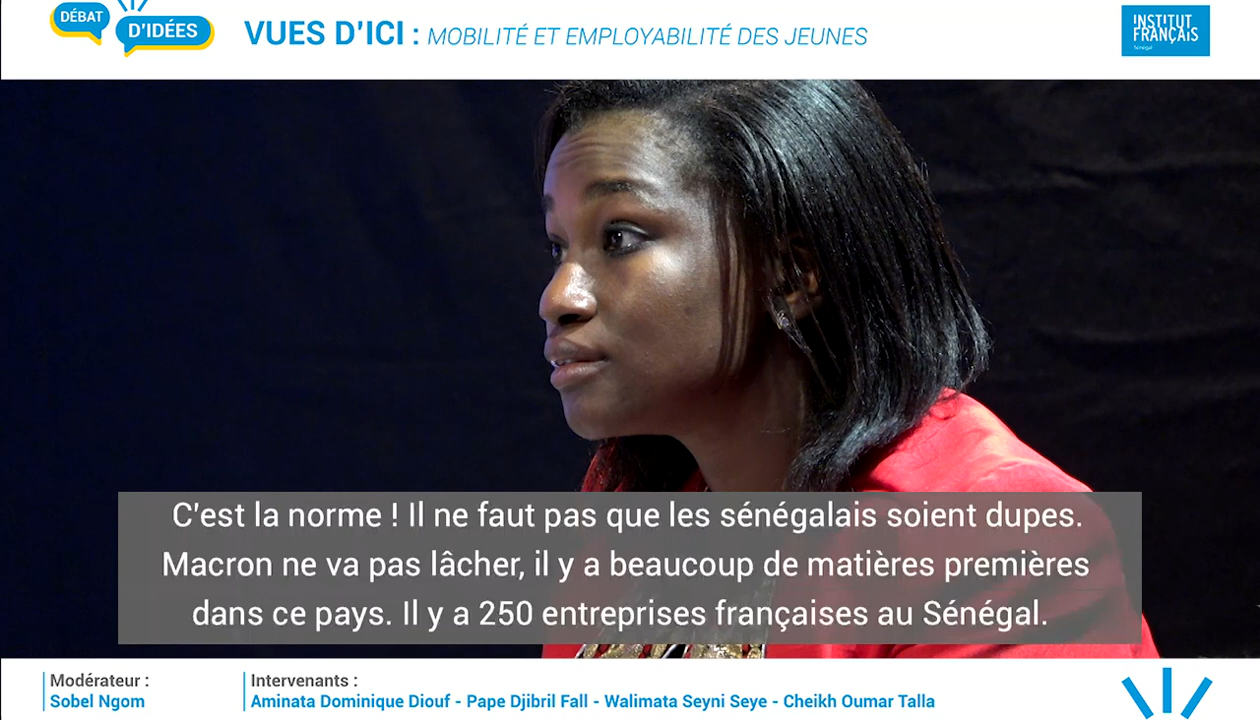 DÉBAT
D'IDÉES
VUES D'ICI : MOBILITÉ ET EMPLOYABILITÉ DES JEUNES
INSTITUT
FRANÇAIS
Sénégal
C'est la norme ! Il ne faut pas que les sénégalais soient dupes.
Macron ne va pas lâcher, il y a beaucoup de matières premières
dans ce pays. Il y a 250 entreprises françaises au Sénégal.
Modérateur :
Sobel Ngom
Intervenants :
Aminata Dominique Diouf - Pape Djibril Fall - Walimata Seyni Seye - Cheikh Oumar Talla